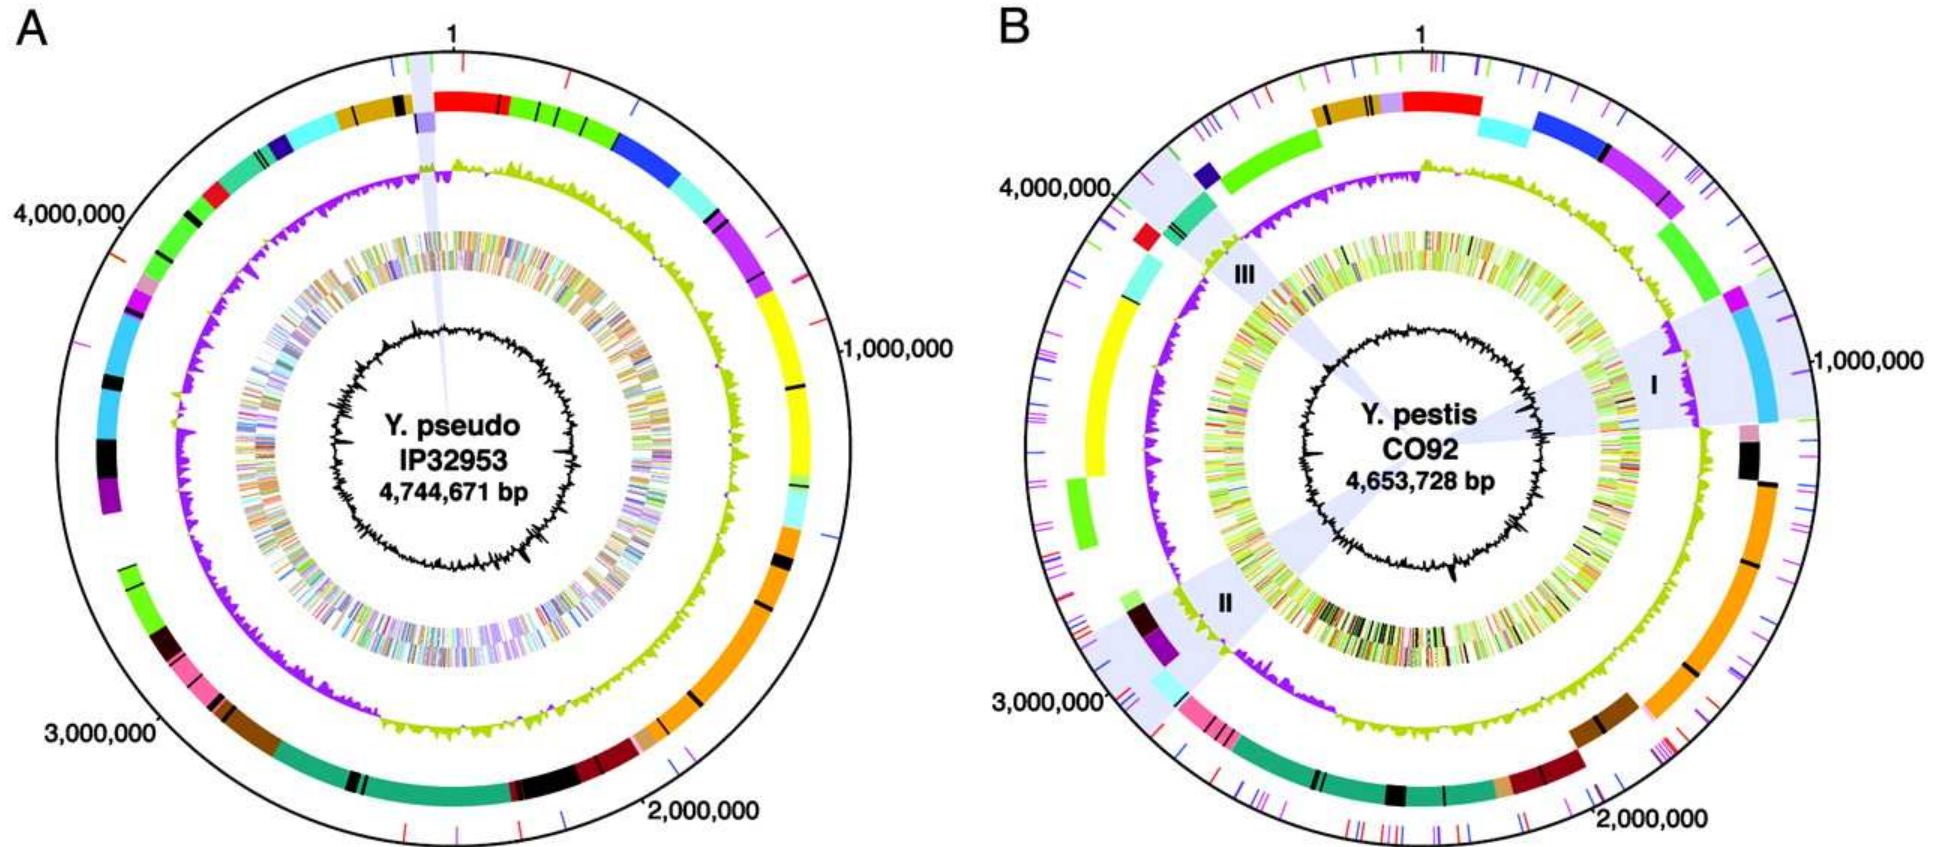 A
1
4,000,000
1,000,000
Y. pseudo
IP32953
4,744,671 bp
3,000,000
2,000,000
B
1
4,000,000
III
I
1,000,000
Y. pestis
CO92
4,653,728 bp
II
3,000,000
2,000,000